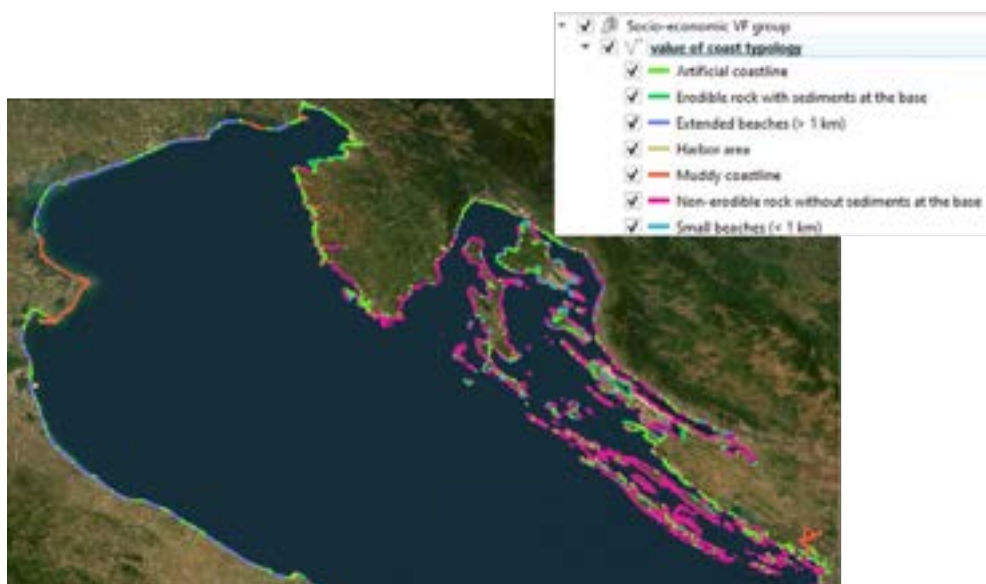 Socio-economic VF group
value of coast typology
Artificial coastline
Erodible rock with sediments at the base
Extended beaches (> 1 km)
Harbor area
Muddy coastline
Non-erodible rock without sediments at the base
Small beaches (< 1 km)